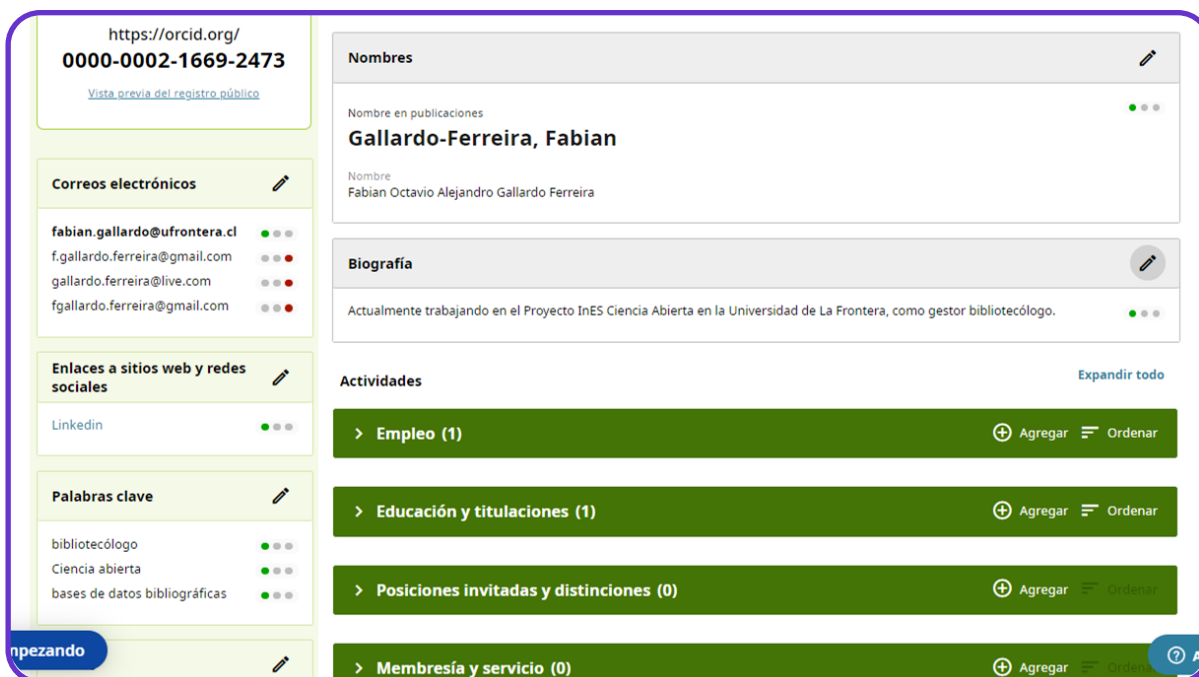 https://orcid.org/
0000-0002-1669-2473
Vista previa del registro público
Correos electrónicos
fabian.gallardo@ufrontera.cl
f.gallardo.ferreira@gmail.com
gallardo.ferreira@live.com
fgallardo.ferreira@gmail.com
Enlaces a sitios web y redes
sociales
Linkedin
Palabras clave
bibliotecólogo
Ciencia abierta
bases de datos bibliográficas
mpezando
Nombres
Nombre en publicaciones
Gallardo-Ferreira, Fabian
Nombre
Fabian Octavio Alejandro Gallardo Ferreira
Biografía
Actualmente trabajando en el Proyecto InES Ciencia Abierta en la Universidad de La Frontera, como gestor bibliotecólogo.
Actividades
Expandir todo
Empleo (1)
Agregar
Ordenar
Educación y titulaciones (1)
Agregar
Ordenar
Posiciones invitadas y distinciones (0)
Agregar
Ordenar
Membresía y servicio (0)
Agregar
Ordena
A